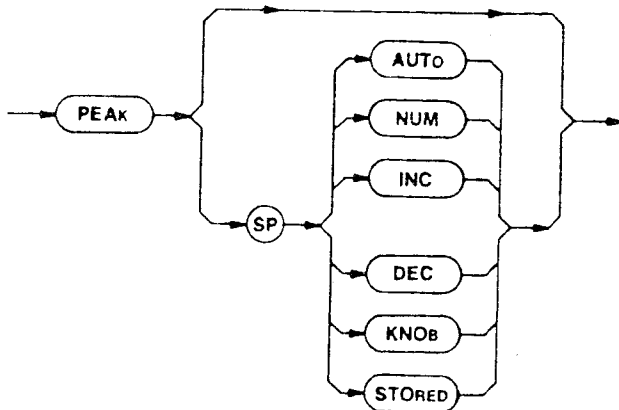 AUTO
PEAK
NUM
INC
SP
DEC
KNOB
STORED